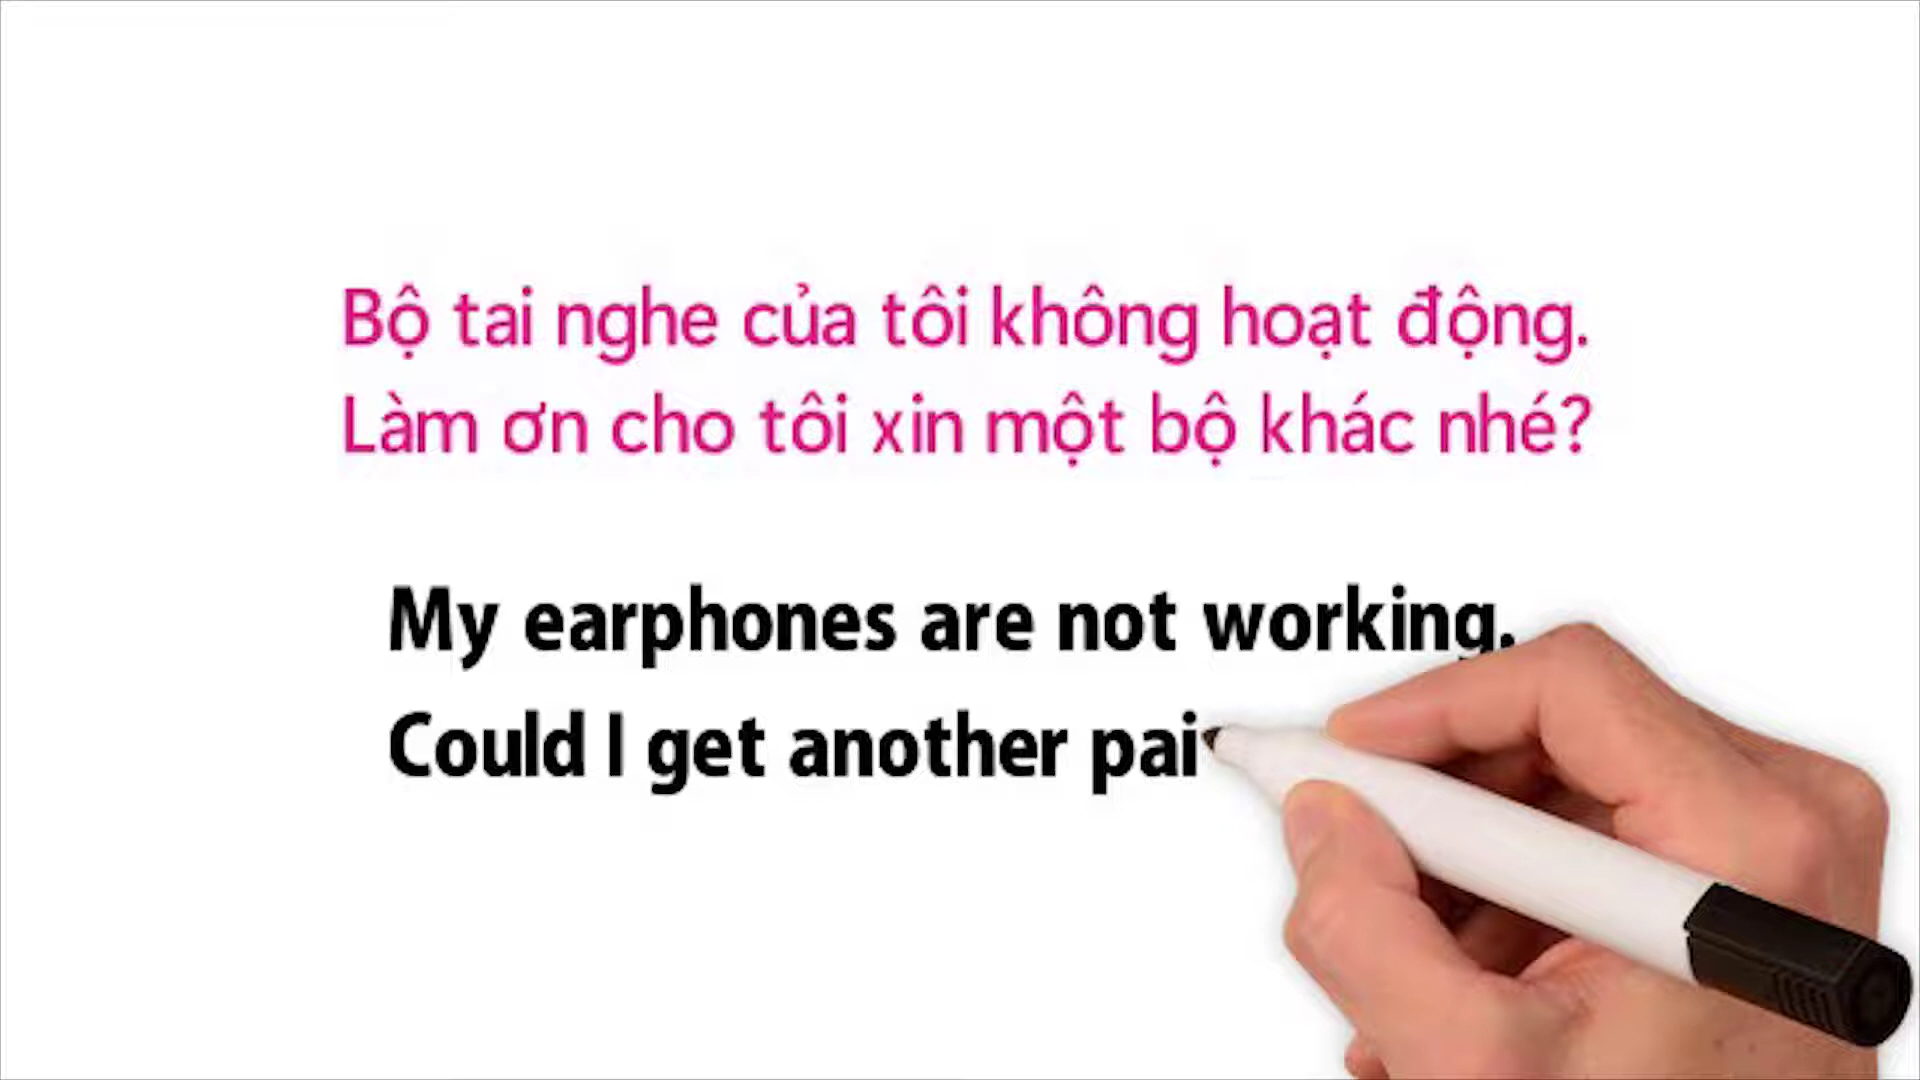 Bộ tai nghe của tôi không hoạt động.
Làm ơn cho tôi xin một bộ khác nhé?
My earphones are not working.
Could I get another pai